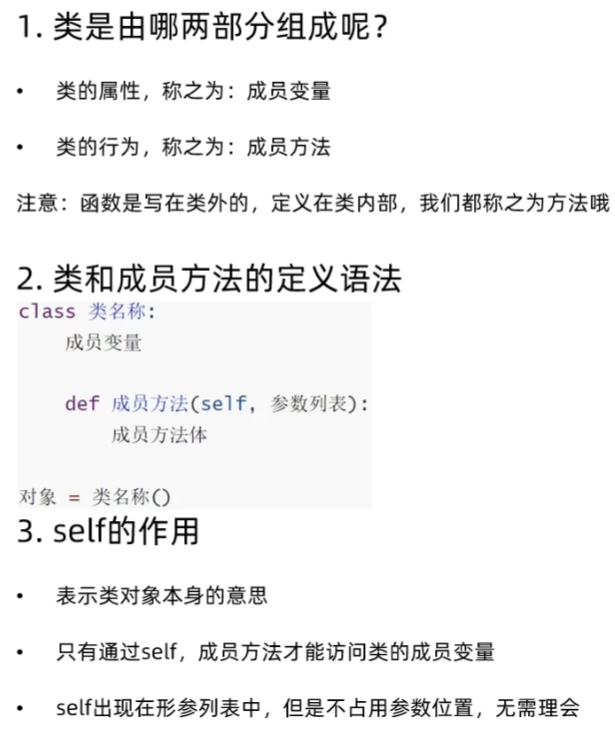 1. 类是由哪两部分组成呢?
• 类的属性，称之为：成员变量
• 类的行为，称之为：成员方法
注意：函数是写在类外的，定义在类内部，我们都称之为方法哦
2. 类和成员方法的定义语法
class 类名称:
成员变量
def 成员方法(self, 参数列表):
成员方法体
对象 = 类名称()
3. self的作用
• 表示类对象本身的意思
• 只有通过self，成员方法才能访问类的成员变量
• self出现在形参列表中，但是不占用参数位置，无需理会